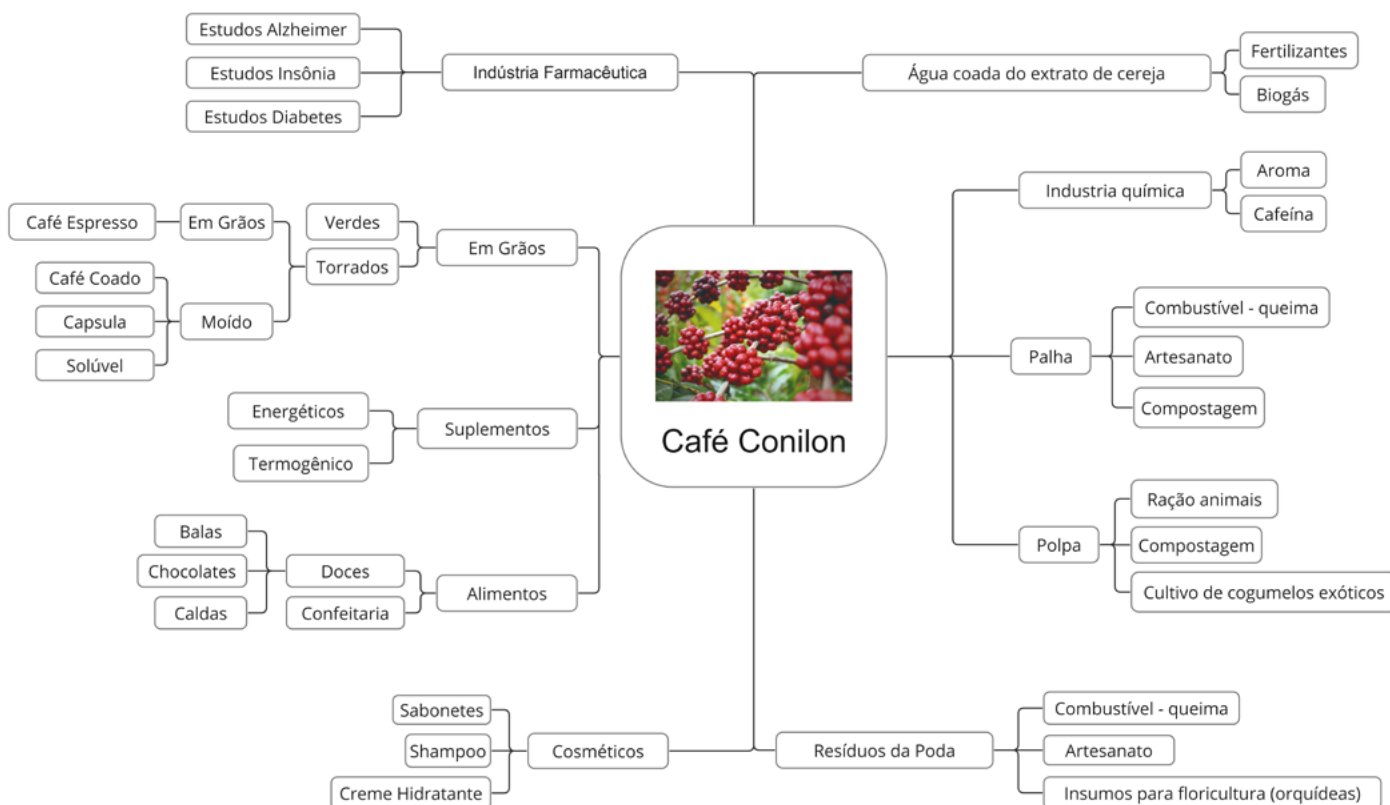 Estudos Alzheimer
Estudos Insônia
Estudos Diabetes
Indústria Farmacêutica
Água coada do extrato de cereja
Fertilizantes
Biogás
Industria química
Aroma
Cafeína
Café Espresso
Em Grãos
Verdes
Torrados
Em Grãos
Café Coado
Capsula
Solúvel
Moído
Café Conilon
Palha
Combustível - queima
Artesanato
Compostagem
Energéticos
Termogênico
Suplementos
Polpa
Ração animais
Compostagem
Cultivo de cogumelos exóticos
Balas
Chocolates
Caldas
Doces
Confeitaria
Alimentos
Sabonetes
Shampoo
Creme Hidratante
Cosméticos
Resíduos da Poda
Combustível - queima
Artesanato
Insumos para floricultura (orquídeas)